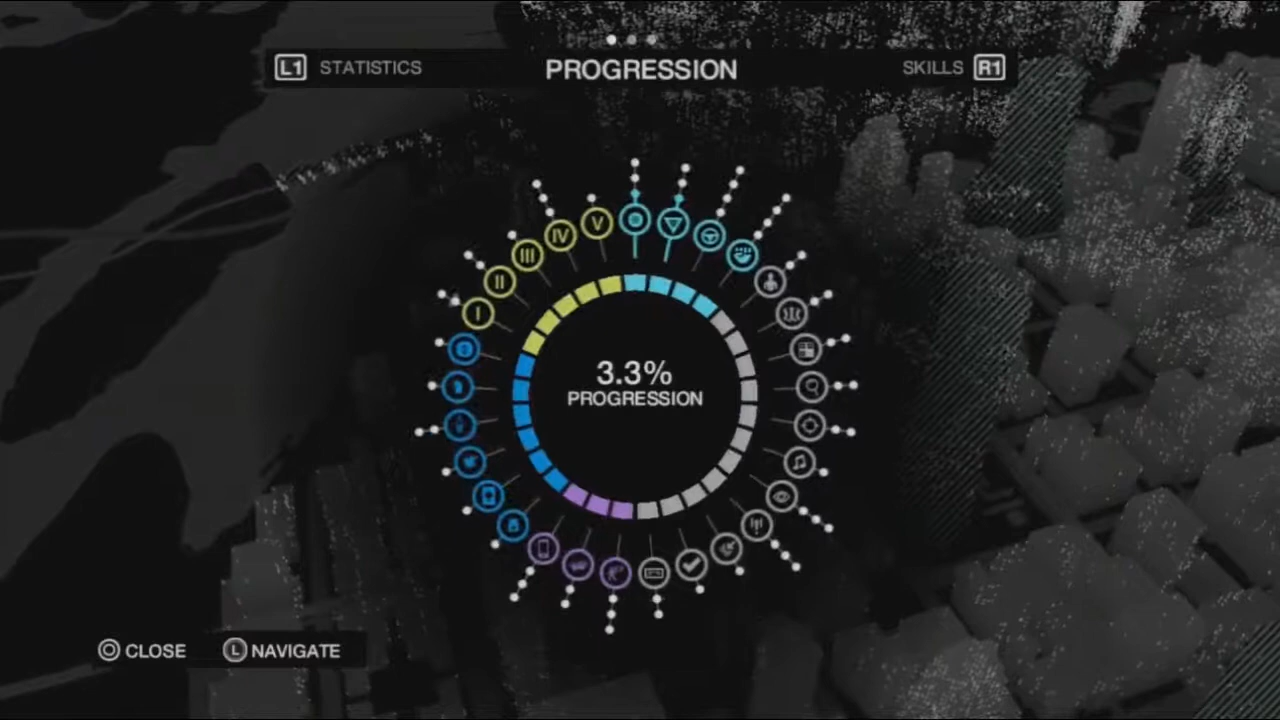 L1 STATISTICS
PROGRESSION
SKILLS R1
I
II
III
IV
V
3.3%
PROGRESSION
CLOSE
L NAVIGATE